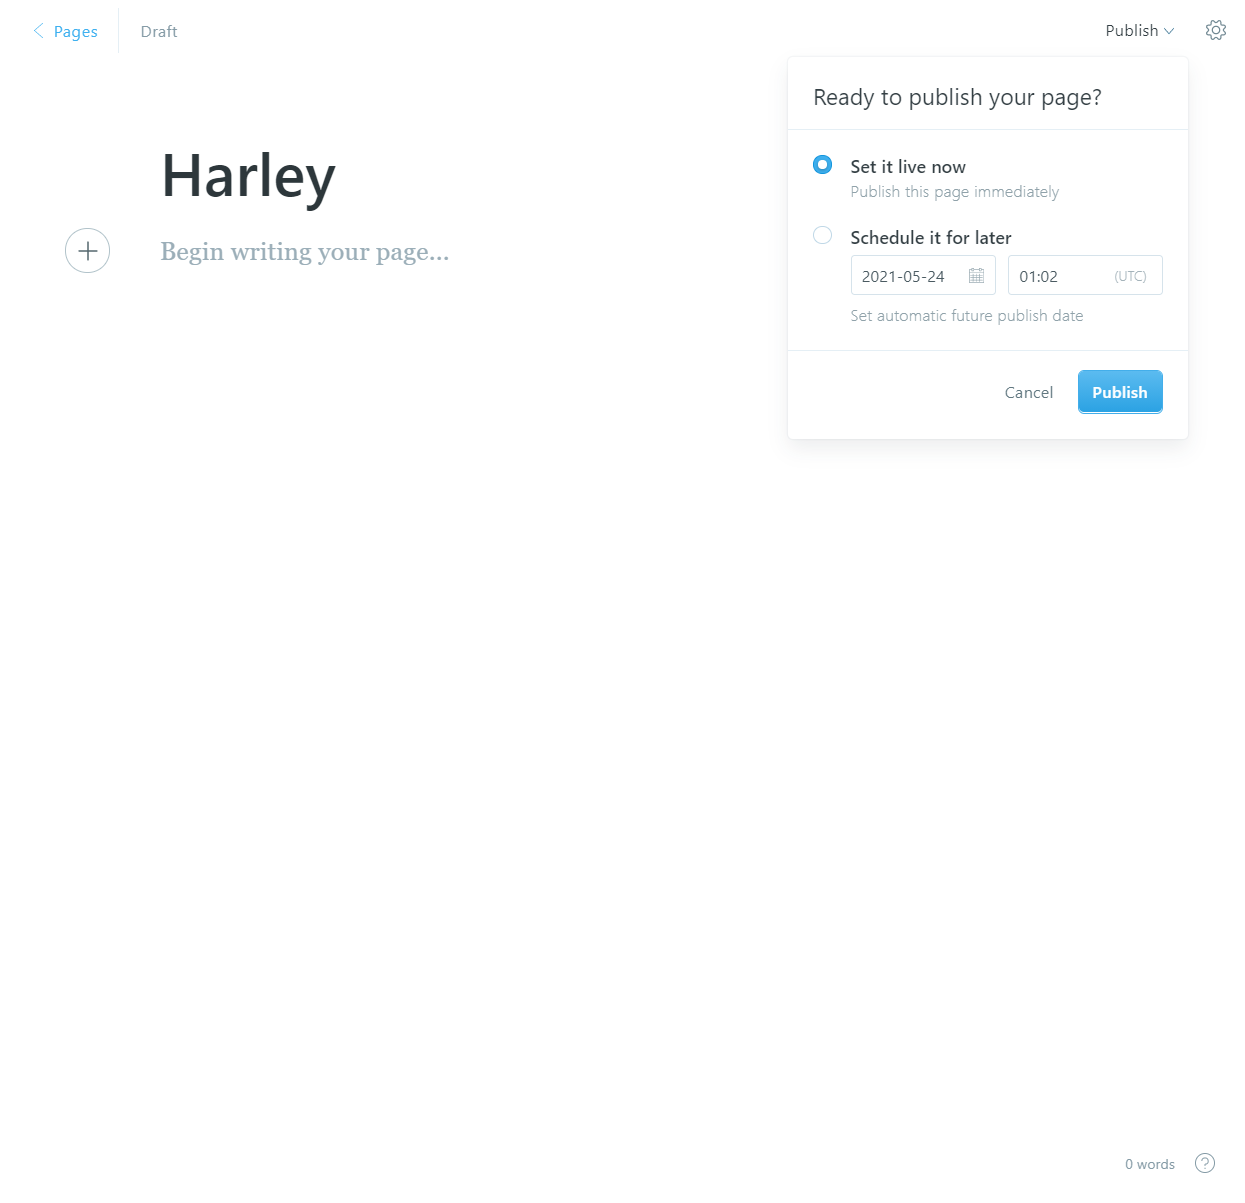 Pages
Draft
Publish
Ready to publish your page?
Harley
Set it live now
Publish this page immediately
Begin writing your page...
Schedule it for later
2021-05-24
01:02 (UTC)
Set automatic future publish date
Cancel
Publish
0 words
?